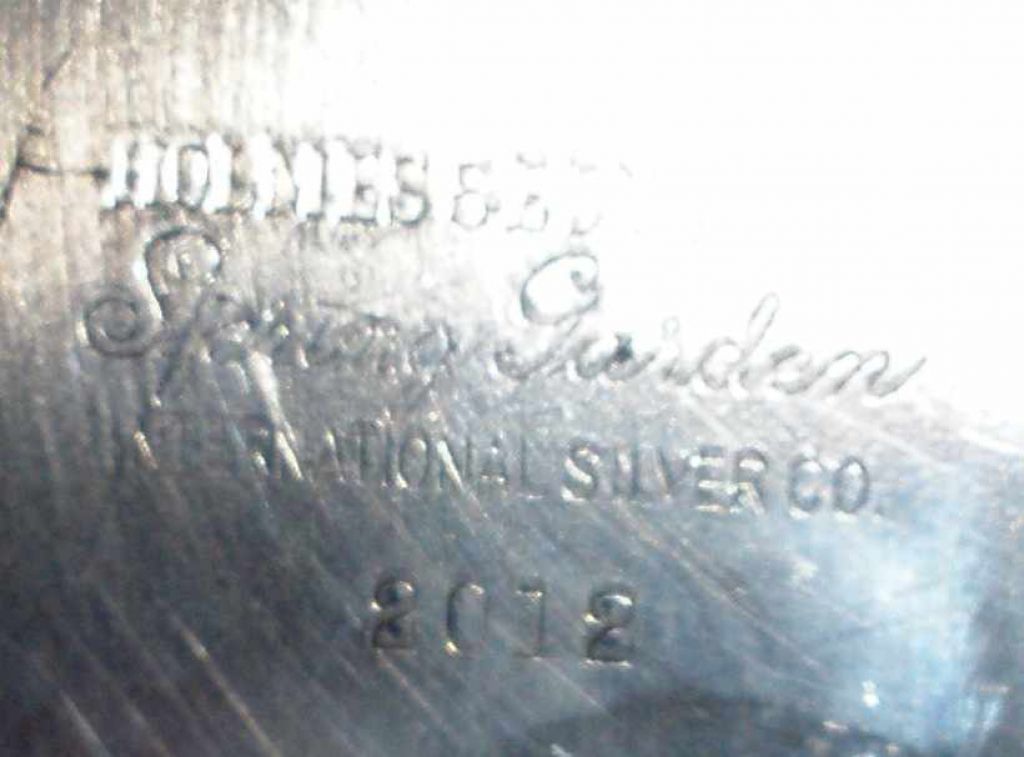 HOLMES &
Spring Garden
INTERNATIONAL SILVER CO.
2012